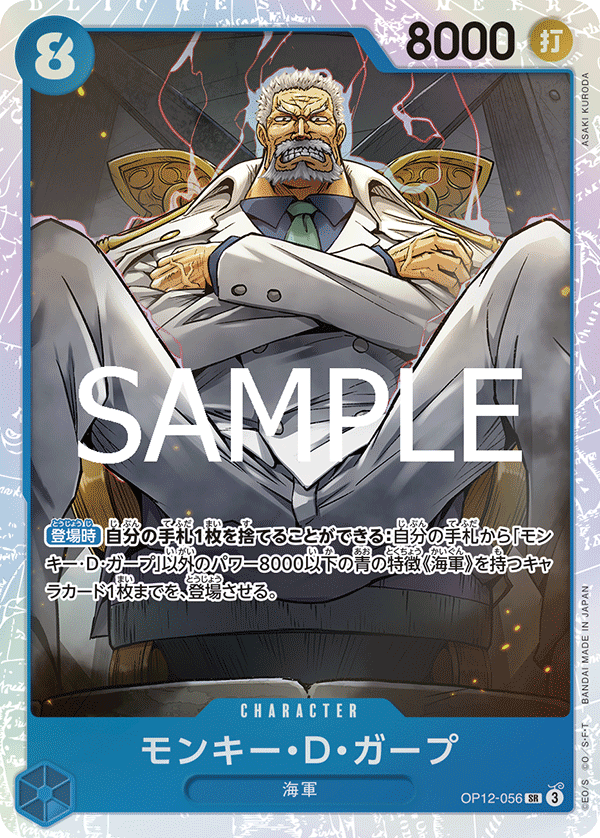 8
8000
打
ASAKI KURODA
SAMPLE
登場時 自分の手札1枚を捨てることができる:自分の手札から「モン
キー・D・ガープ」以外のパワー8000以下の青の特徴《海軍》を持つキャ
ラカード1枚までを、登場させる。
CHARACTER
モンキー・D・ガープ
海軍
OP12-056 SR 3
©E.O/S ©O/S・F・T BANDAI MADE IN JAPAN